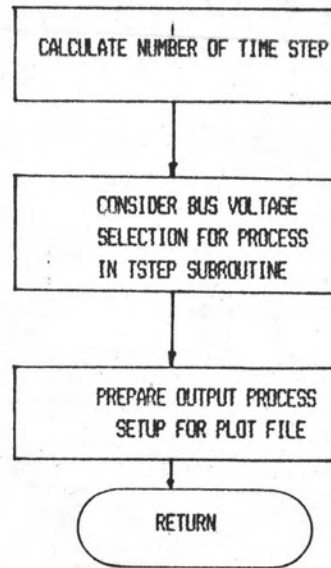 CALCULATE NUMBER OF TIME STEP
CONSIDER BUS VOLTAGE
SELECTION FOR PROCESS
IN TSTEP SUBROUTINE
PREPARE OUTPUT PROCESS
SETUP FOR PLOT FILE
RETURN